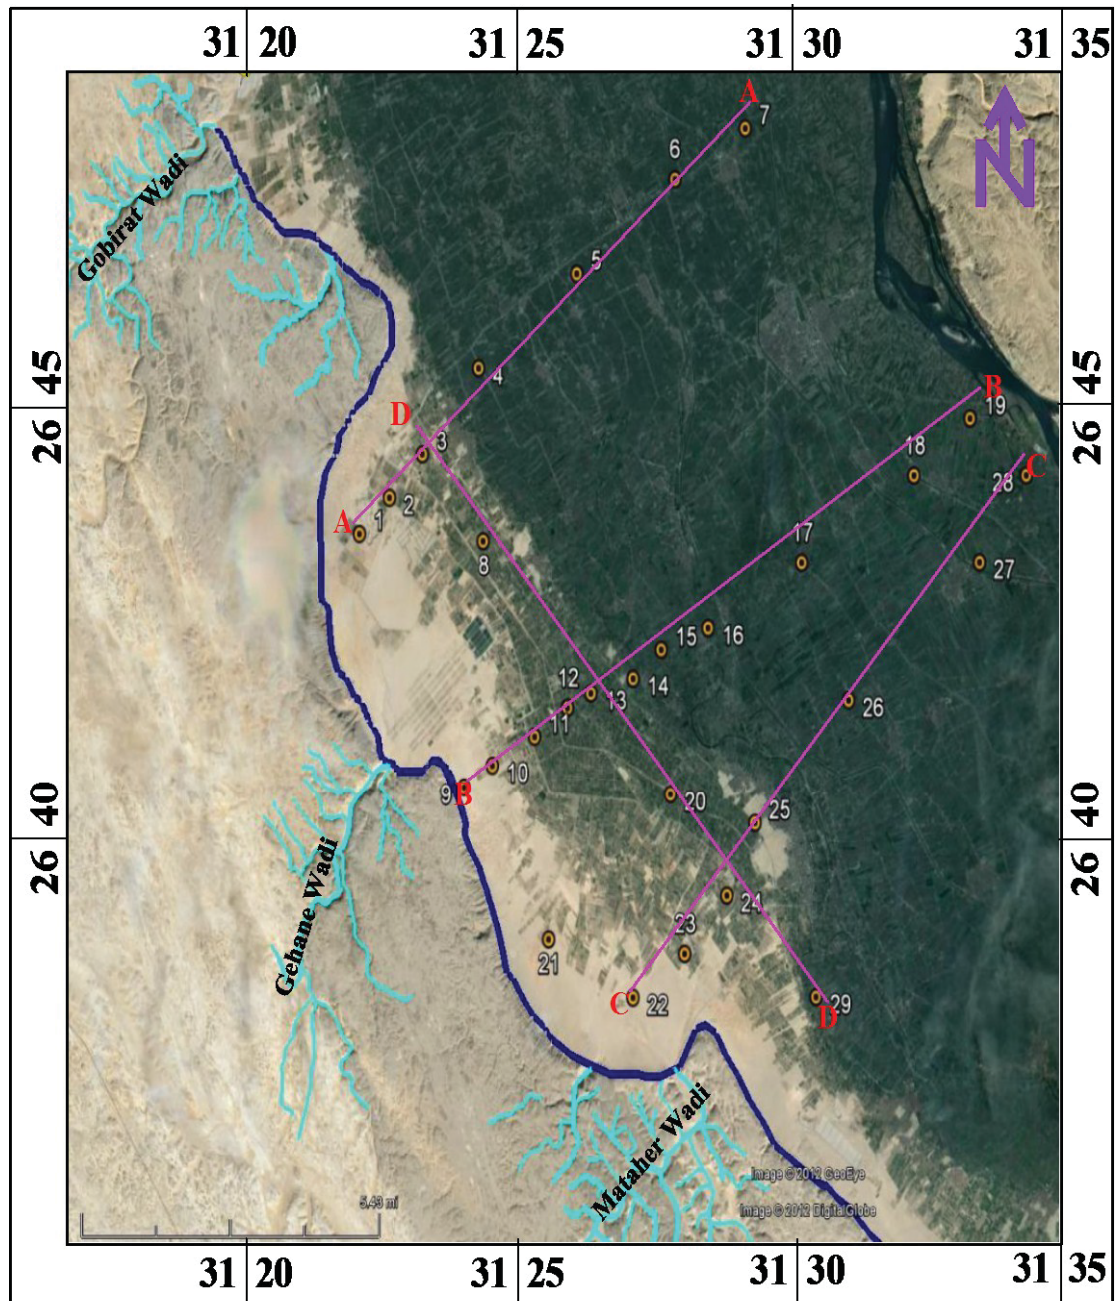 31 20 31 25 31 30 31 35
A
7
N
6
Gobirat Wadi
5
45
26
45
26
4
B
19
D
3
18
C
28
2
A
1
17
8
27
15
16
12
14
13
26
11
10
9
B
20
40
26
40
26
25
Gehane Wadi
24
23
21
C
22
29
D
Mataher Wadi
Image © 2012 GeoEye
5.43 mi
Image © 2012 DigitalGlobe
31 20 31 25 31 30 31 35